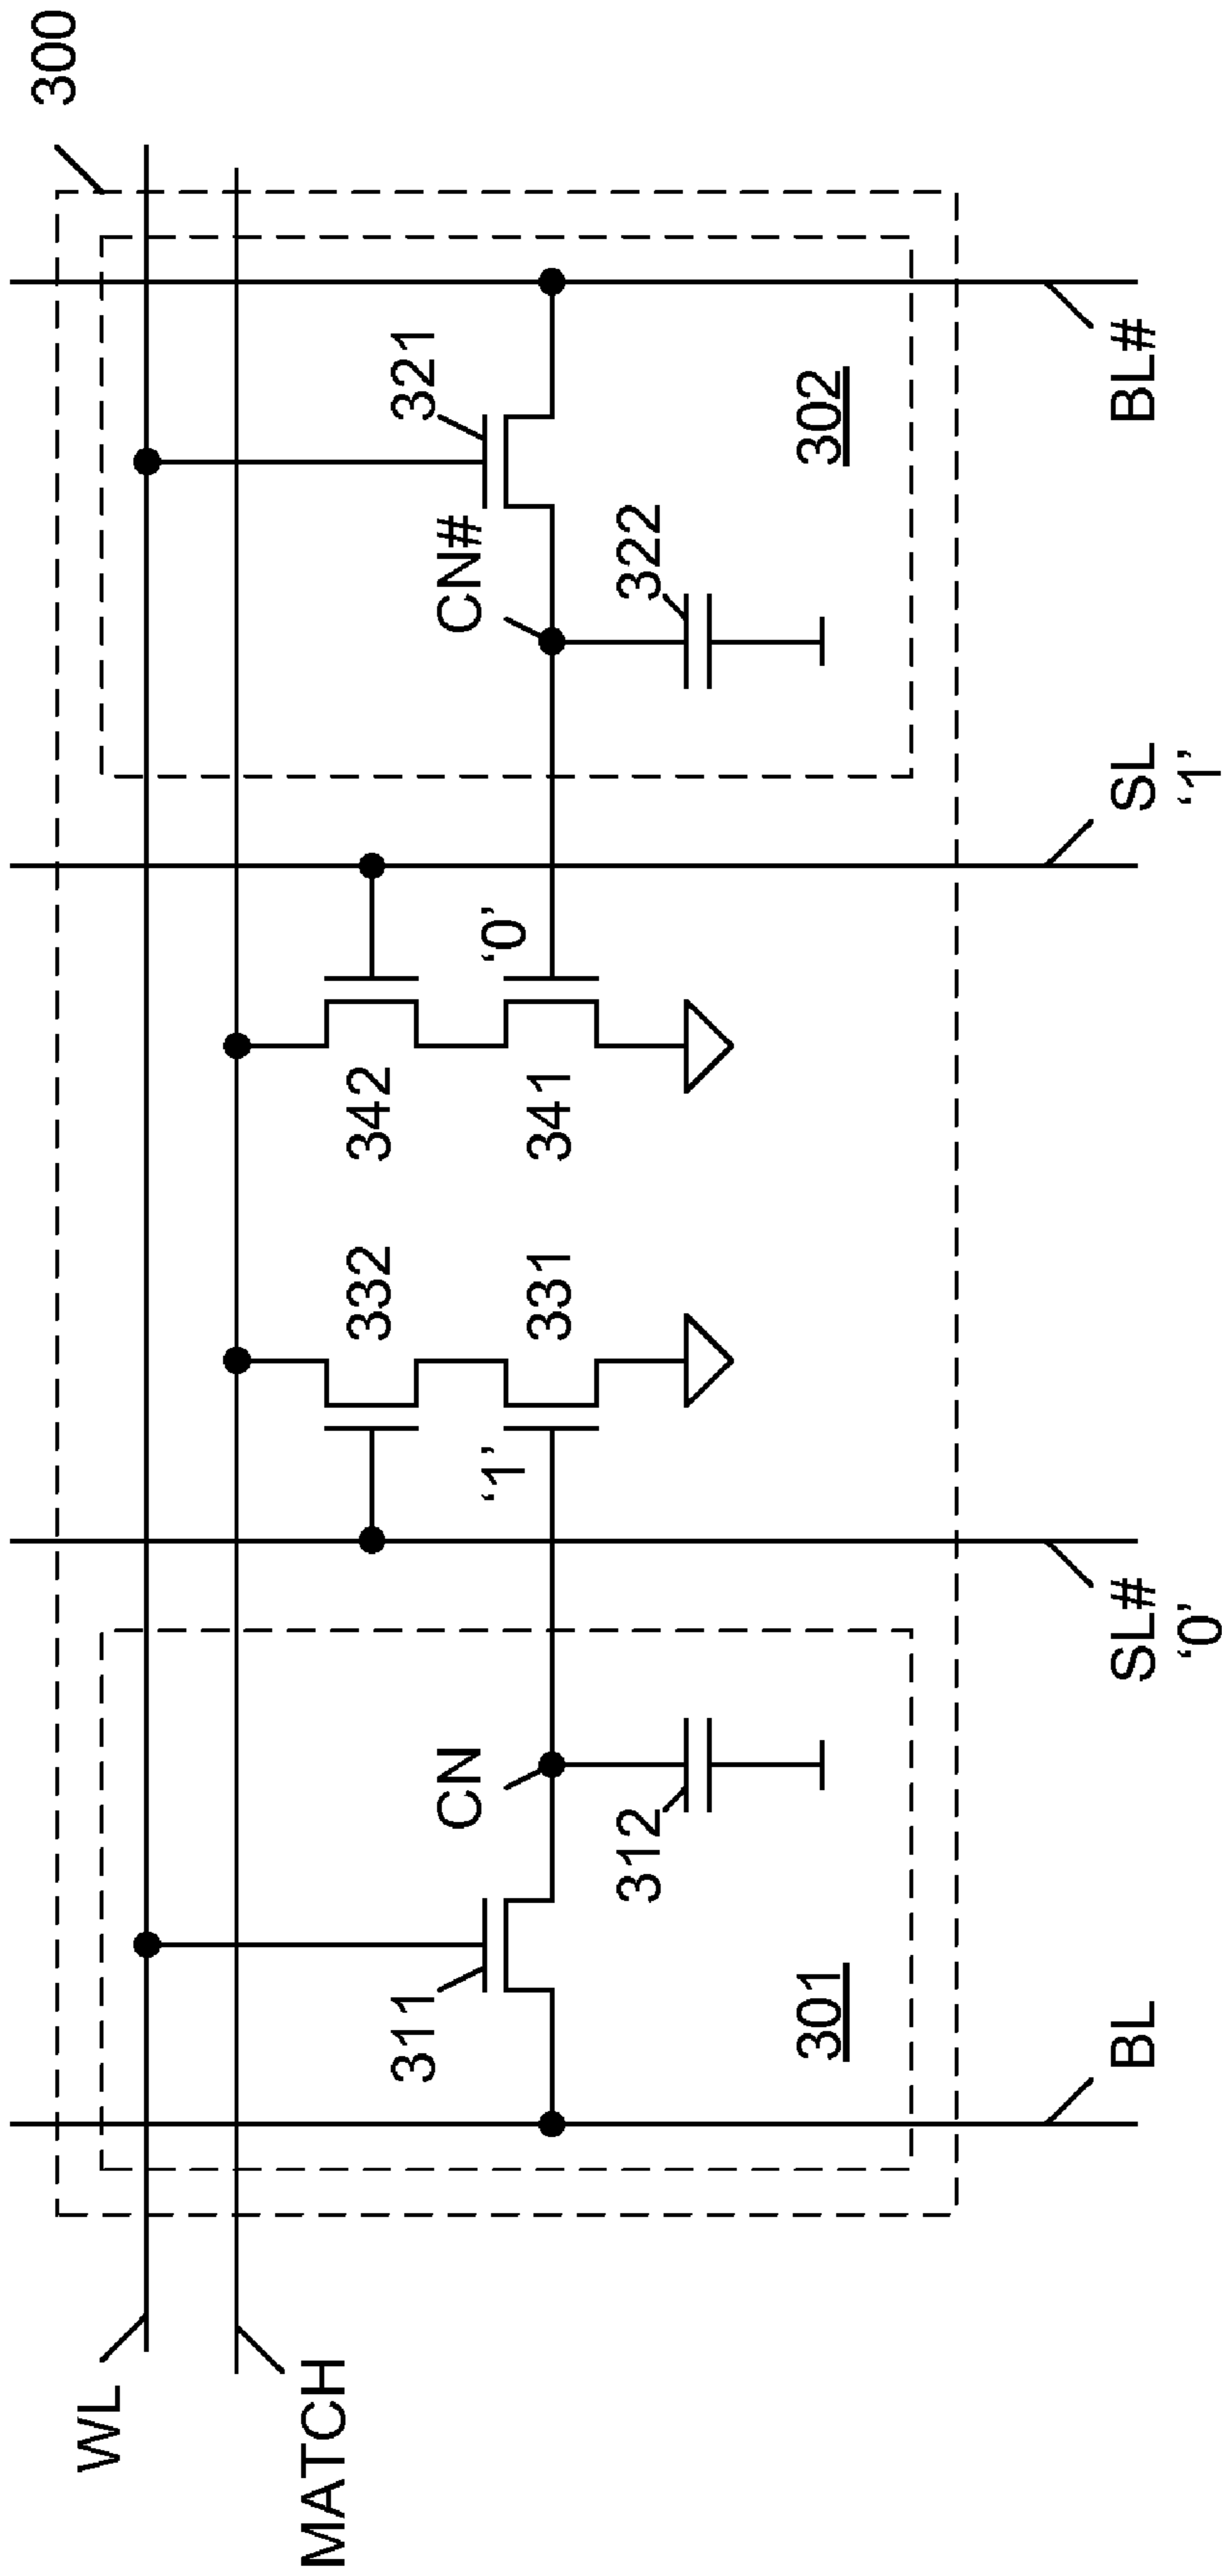 300
WL
MATCH
311
CN
312
301
BL
SL#
‘0’
‘1’
332
331
342
341
‘0’
SL
‘1’
CN#
321
322
302
BL#